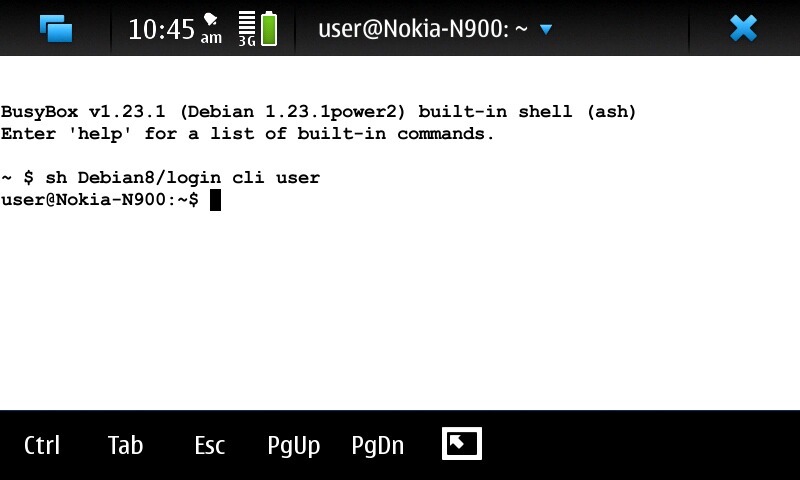 10:45 am
3G
user@Nokia-N900: ~
BusyBox v1.23.1 (Debian 1.23.1power2) built-in shell (ash)
Enter 'help' for a list of built-in commands.
~ $ sh Debian8/login cli user
user@Nokia-N900:~$
Ctrl Tab Esc PgUp PgDn